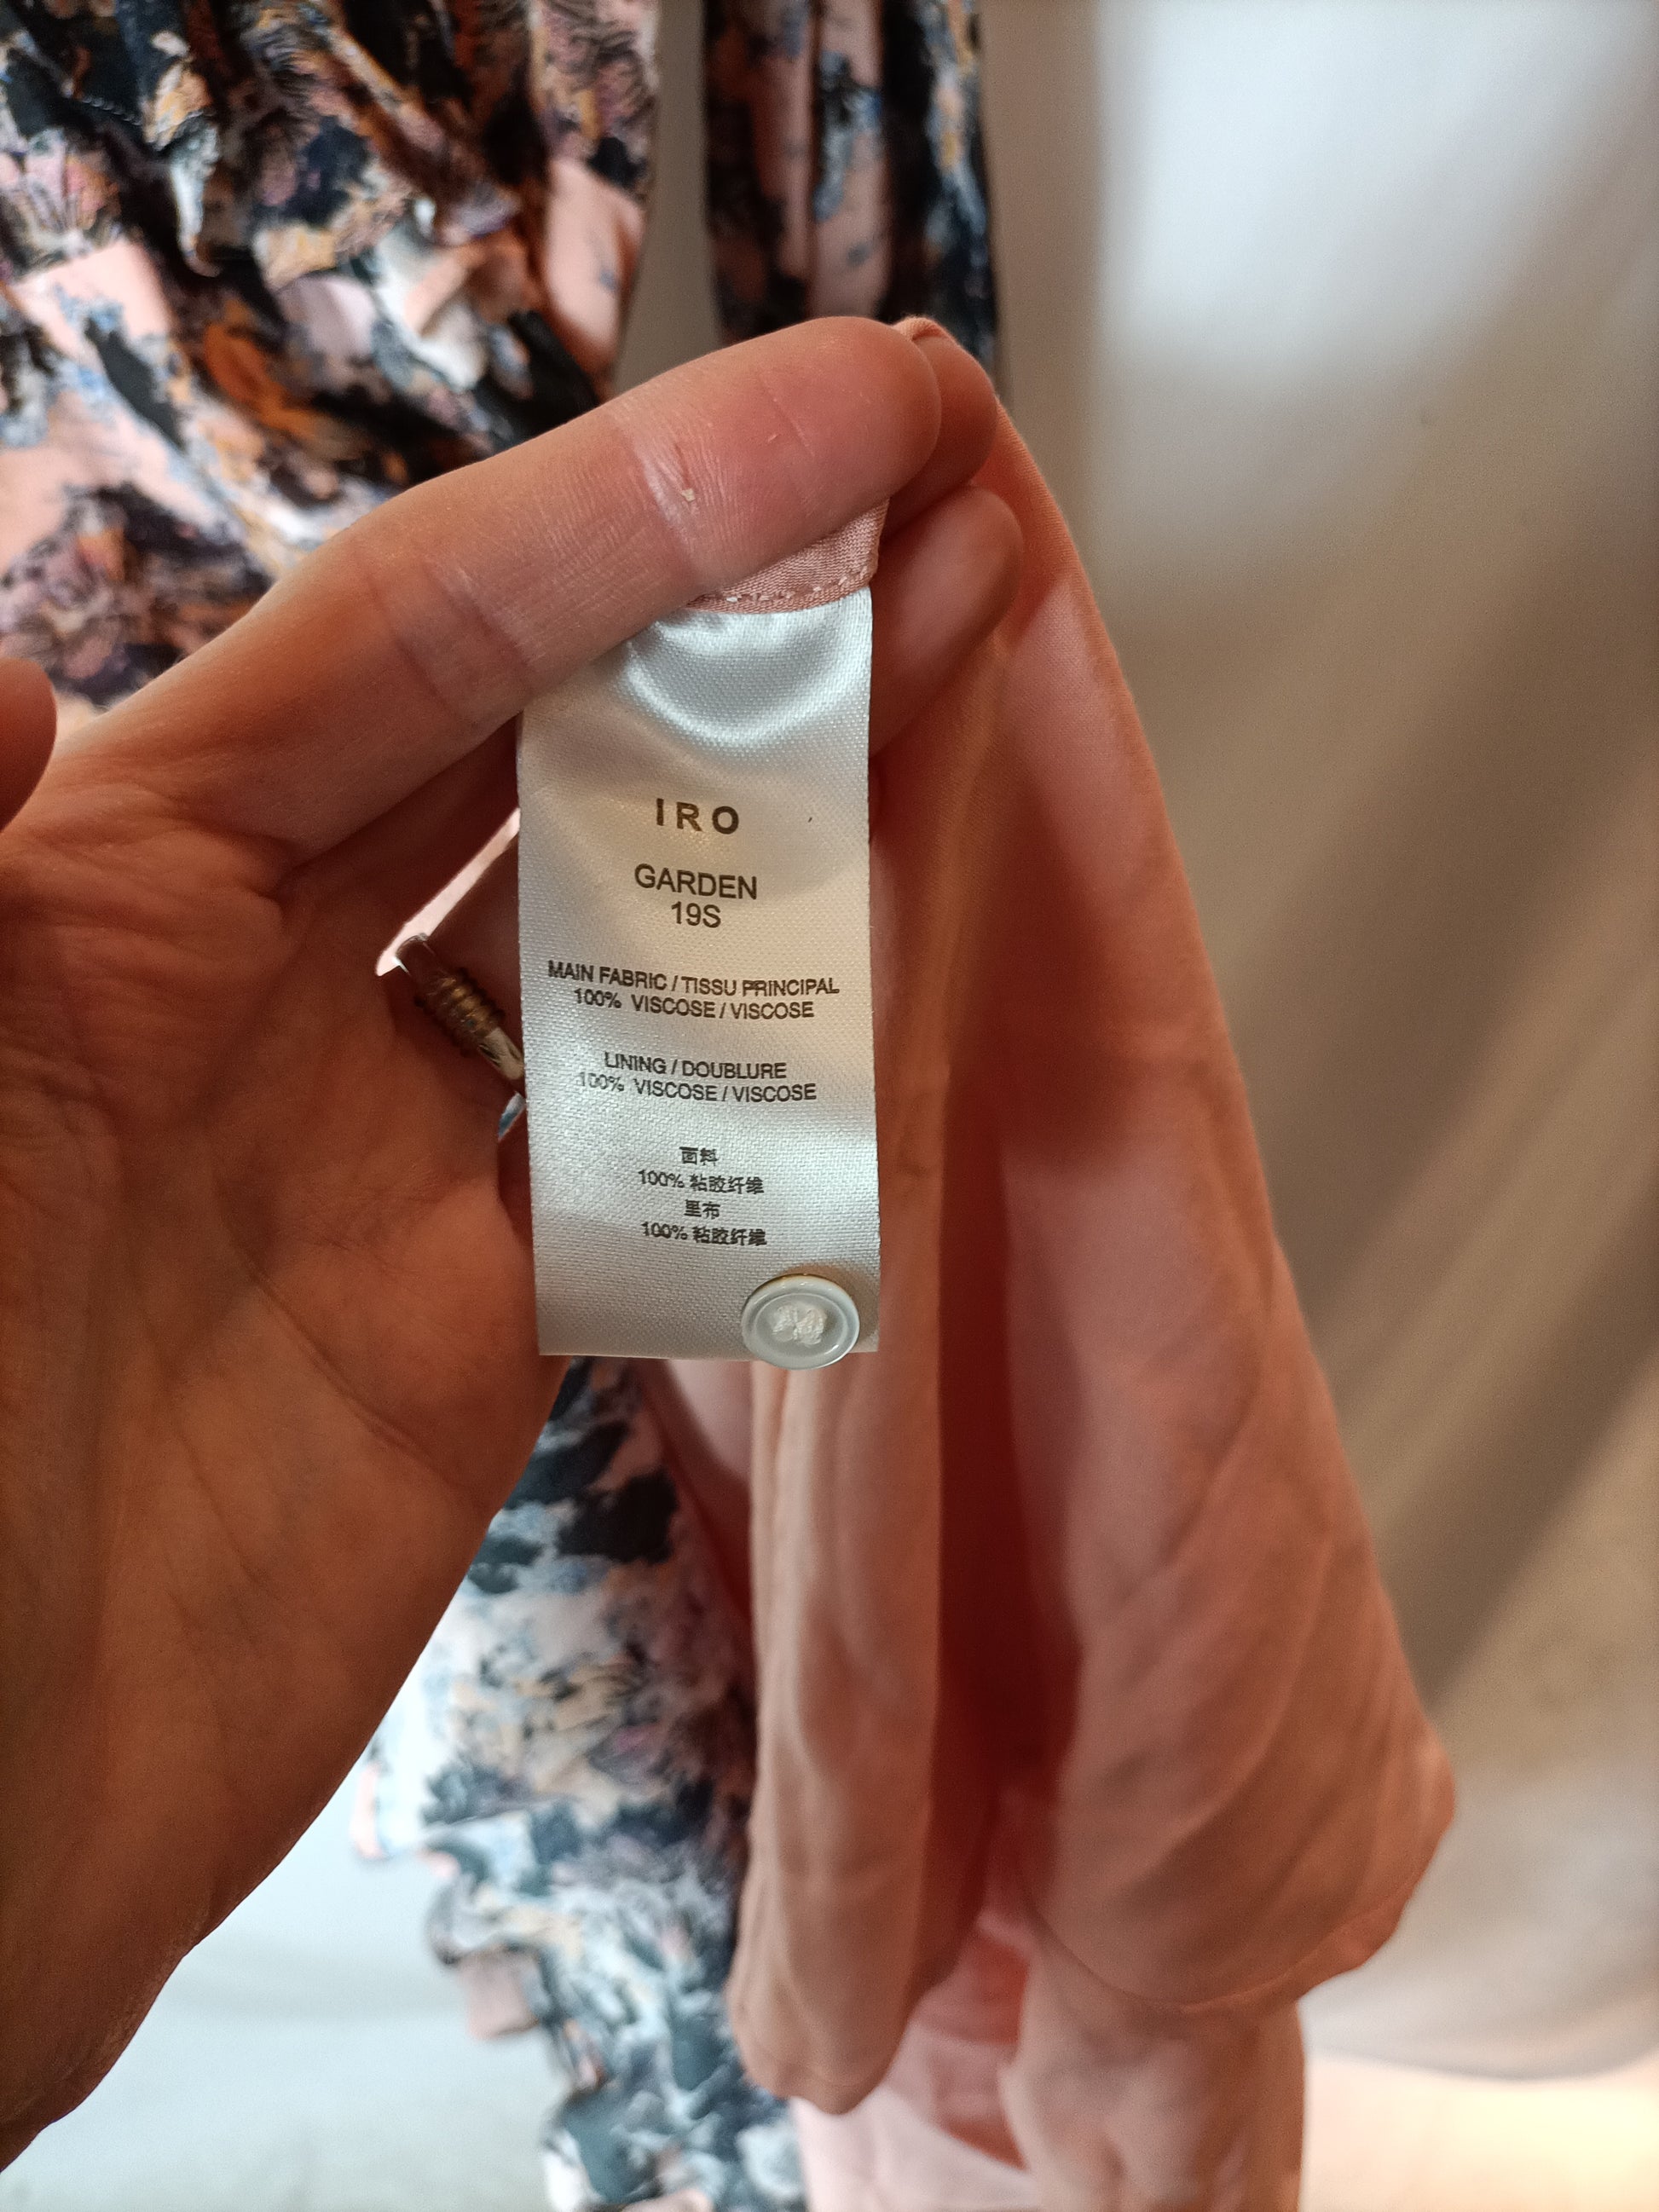 IRO
GARDEN
19S
MAIN FABRIC / TISSU PRINCIPAL
100% VISCOSE / VISCOSE
LINING / DOUBLURE
100% VISCOSE / VISCOSE
面料
100% 粘胶纤维
里布
100% 粘胶纤维